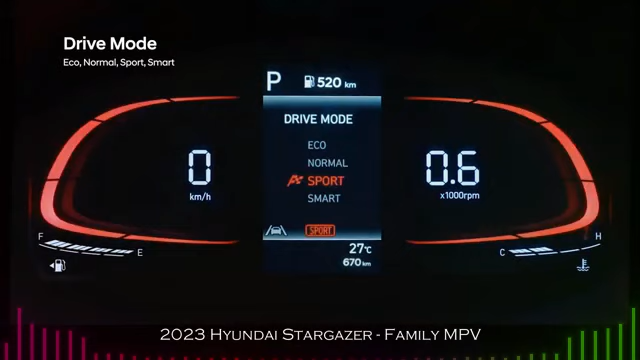 Drive Mode
Eco, Normal, Sport, Smart
P 520 km
DRIVE MODE
ECO
NORMAL
SPORT
SMART
0
km/h
0.6
x1000rpm
SPORT
F
E
C
H
27℃
670 km
2023 HYUNDAI STARGAZER - FAMILY MPV